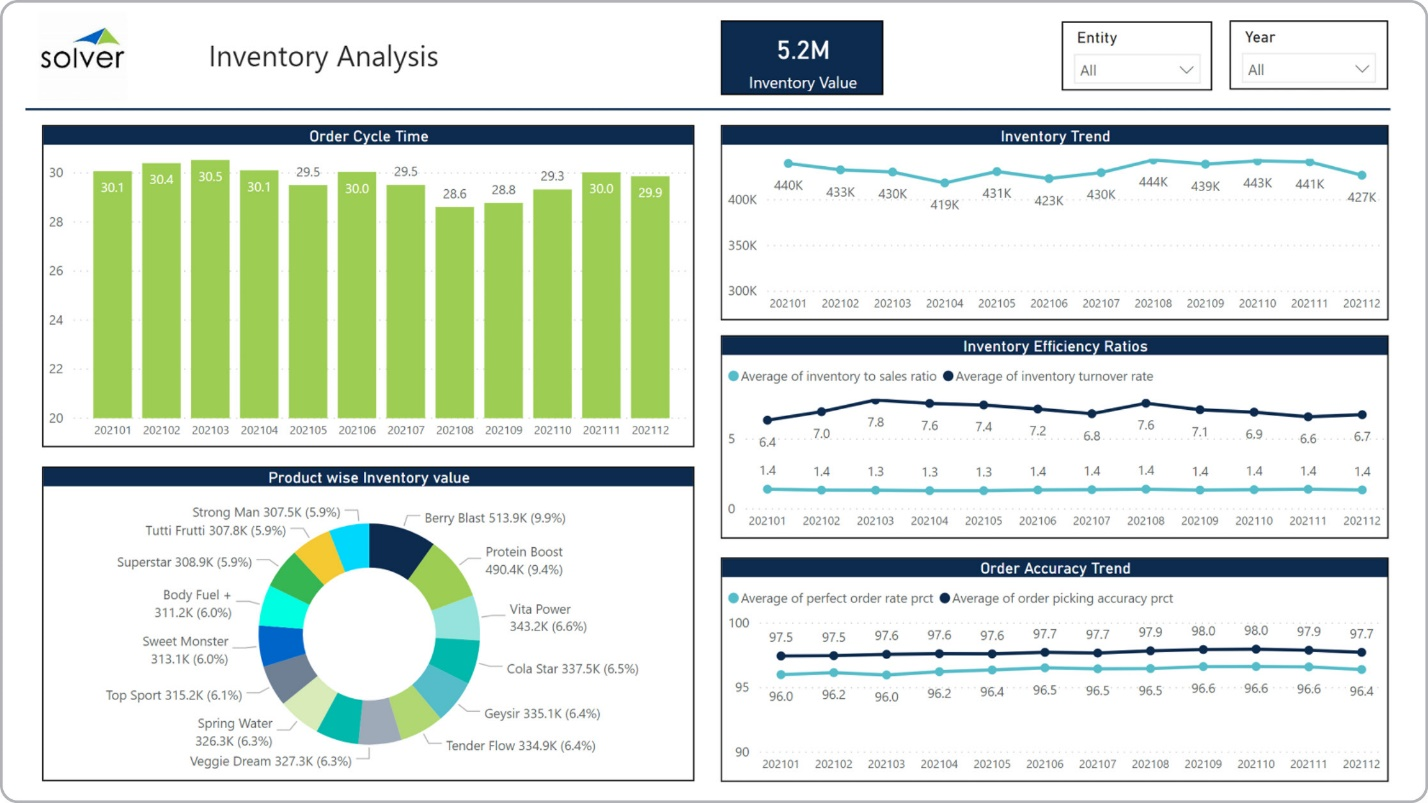 solver
Inventory Analysis
5.2M
Inventory Value
Entity
All
Year
All
Order Cycle Time
30
28
26
24
22
20
30.1
30.4
30.5
30.1
29.5
30.0
29.5
28.6
28.8
29.3
30.0
29.9
202101 202102 202103 202104 202105 202106 202107 202108 202109 202110 202111 202112
Product wise Inventory value
Berry Blast 513.9K (9.9%)
Protein Boost
490.4K (9.4%)
Vita Power
343.2K (6.6%)
Cola Star 337.5K (6.5%)
Geysir 335.1K (6.4%)
Tender Flow 334.9K (6.4%)
Veggie Dream 327.3K (6.3%)
Spring Water
326.3K (6.3%)
Top Sport 315.2K (6.1%)
Sweet Monster
313.1K (6.0%)
Body Fuel +
311.2K (6.0%)
Superstar 308.9K (5.9%)
Tutti Frutti 307.8K (5.9%)
Strong Man 307.5K (5.9%)
Inventory Trend
400K
350K
300K
440K
433K
430K
419K
431K
423K
430K
444K
439K
443K
441K
427K
202101 202102 202103 202104 202105 202106 202107 202108 202109 202110 202111 202112
Inventory Efficiency Ratios
Average of inventory to sales ratio
Average of inventory turnover rate
5
0
6.4
7.0
7.8
7.6
7.4
7.2
6.8
7.6
7.1
6.9
6.6
6.7
1.4 1.4 1.3 1.3 1.3 1.4 1.4 1.4 1.4 1.4 1.4 1.4
202101 202102 202103 202104 202105 202106 202107 202108 202109 202110 202111 202112
Order Accuracy Trend
Average of perfect order rate prct
Average of order picking accuracy prct
100
95
90
97.5 97.5 97.6 97.6 97.6 97.7 97.7 97.9 98.0 98.0 97.9 97.7
96.0 96.2 96.0 96.2 96.4 96.5 96.5 96.5 96.6 96.6 96.6 96.4
202101 202102 202103 202104 202105 202106 202107 202108 202109 202110 202111 202112